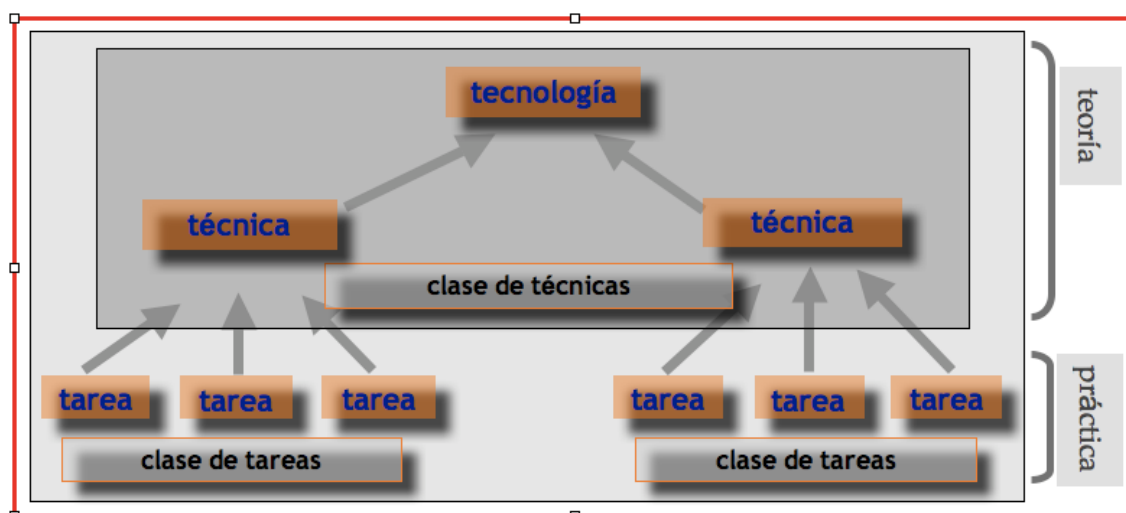 tecnología
teoría
técnica
técnica
clase de técnicas
tarea
tarea
tarea
tarea
tarea
tarea
práctica
clase de tareas
clase de tareas